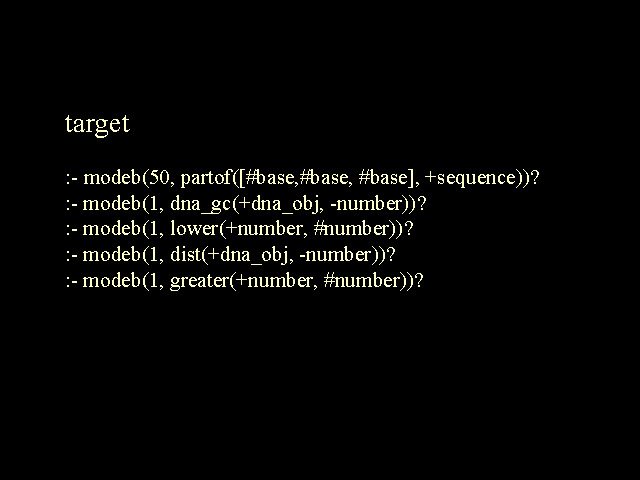 target
:- modeb(50, partof([#base,#base, #base], +sequence))?
:- modeb(1, dna_gc(+dna_obj, -number))?
:- modeb(1, lower(+number, #number))?
:- modeb(1, dist(+dna_obj, -number))?
:- modeb(1, greater(+number, #number))?